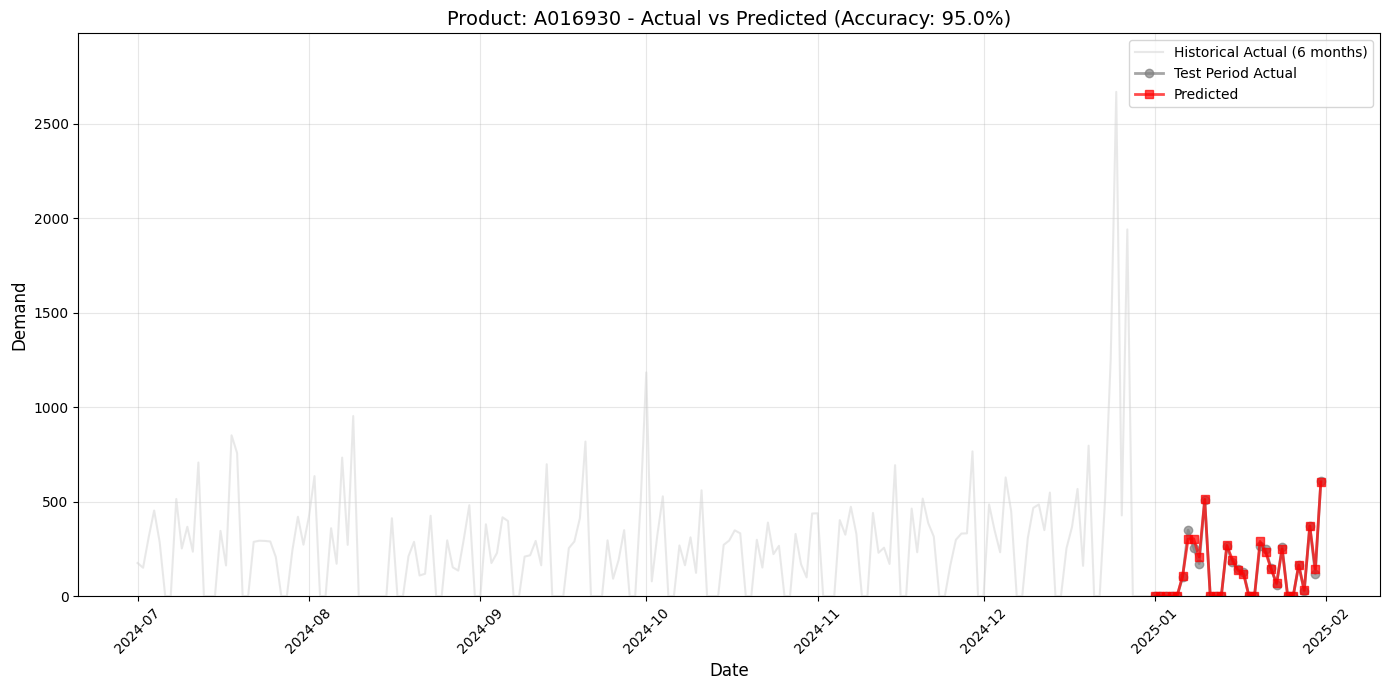 Product: A016930 - Actual vs Predicted (Accuracy: 95.0%)
Historical Actual (6 months)
Test Period Actual
Predicted
Demand
2500
2000
1500
1000
500
0
2024-07
2024-08
2024-09
2024-10
2024-11
2024-12
2025-01
2025-02
Date